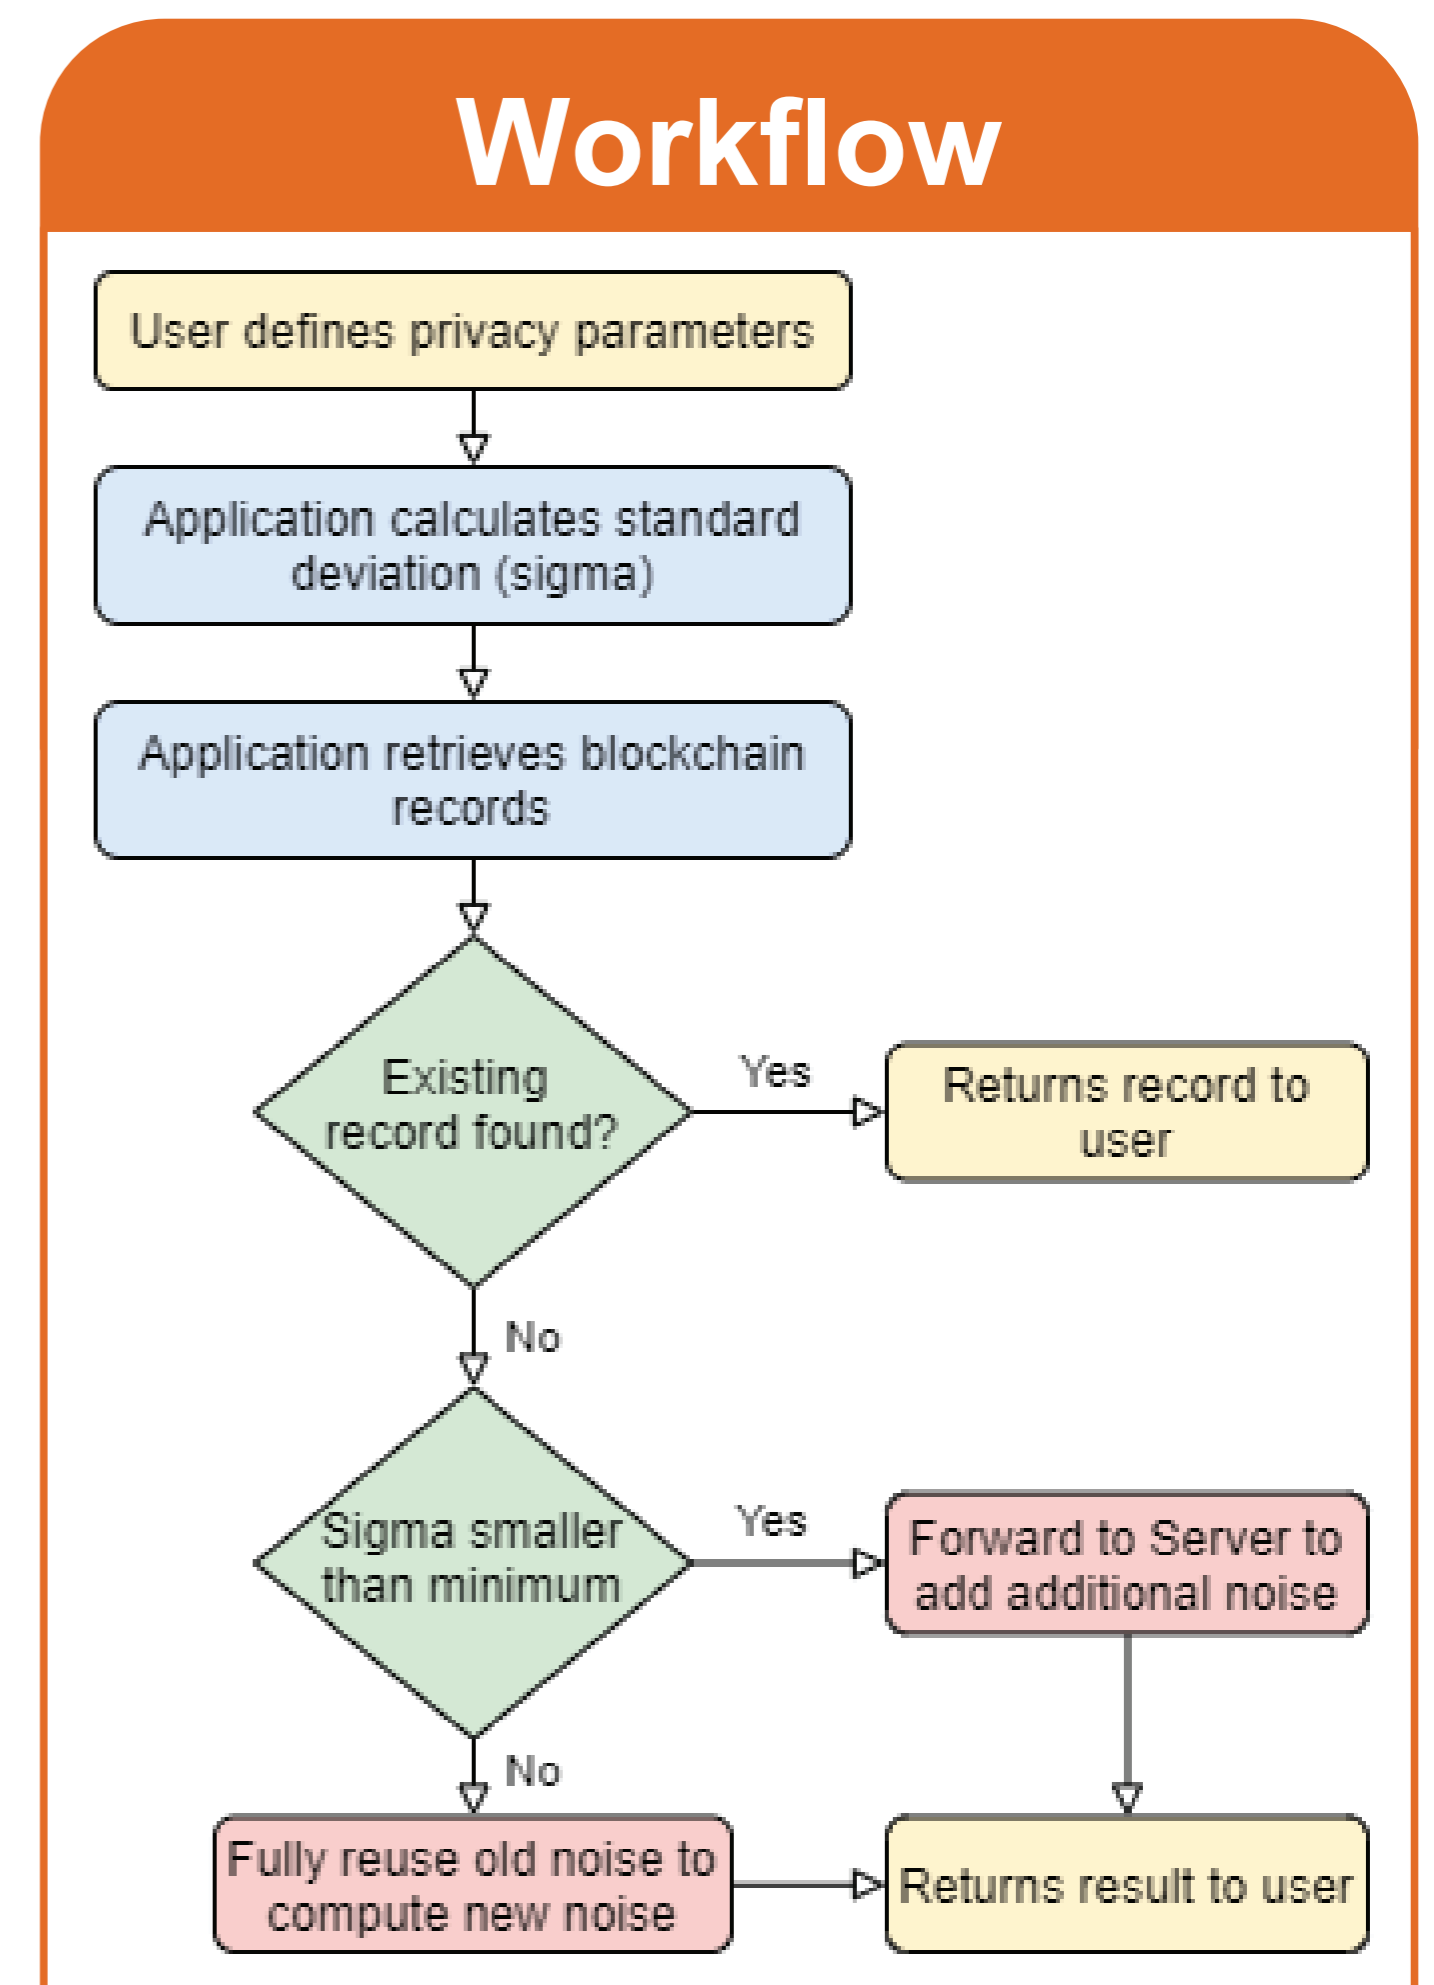 Workflow
User defines privacy parameters
Application calculates standard
deviation (sigma)
Application retrieves blockchain
records
Existing
record found?
Yes
Returns record to
user
No
Sigma smaller
than minimum
Yes
Forward to Server to
add additional noise
No
Fully reuse old noise to
compute new noise
Returns result to user